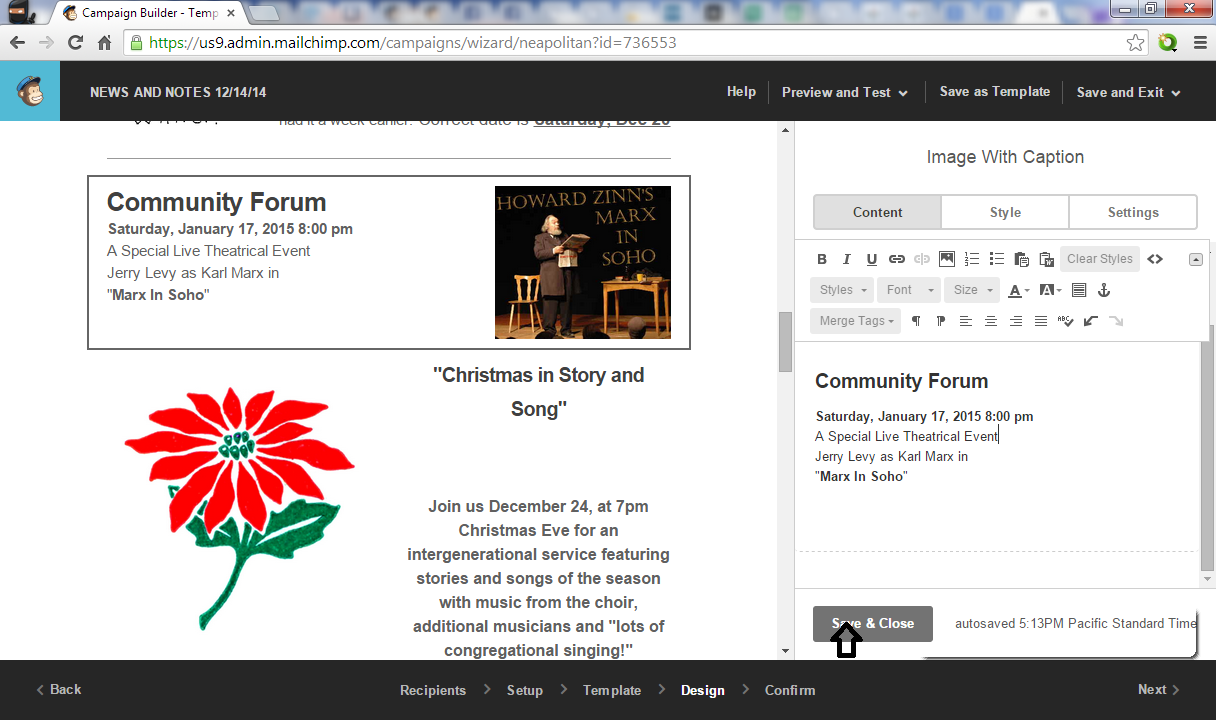 Campaign Builder - Temp
https://us9.admin.mailchimp.com/campaigns/wizard/neapolitan?id=736553
NEWS AND NOTES 12/14/14
Help
Preview and Test
Save as Template
Save and Exit
had it a week earlier. Correct date is Saturday, Dec 20
Community Forum
Saturday, January 17, 2015 8:00 pm
A Special Live Theatrical Event
Jerry Levy as Karl Marx in
"Marx In Soho"
HOWARD ZINN'S
MARX
IN
SOHO
"Christmas in Story and
Song"
Join us December 24, at 7pm
Christmas Eve for an
intergenerational service featuring
stories and songs of the season
with music from the choir,
additional musicians and "lots of
congregational singing!"
Image With Caption
Content
Style
Settings
B I U
Clear Styles
Styles
Font
Size
A
A
Merge Tags
ABC
Community Forum
Saturday, January 17, 2015 8:00 pm
A Special Live Theatrical Event
Jerry Levy as Karl Marx in
"Marx In Soho"
Save & Close
autosaved 5:13PM Pacific Standard Time
Back
Recipients
Setup
Template
Design
Confirm
Next